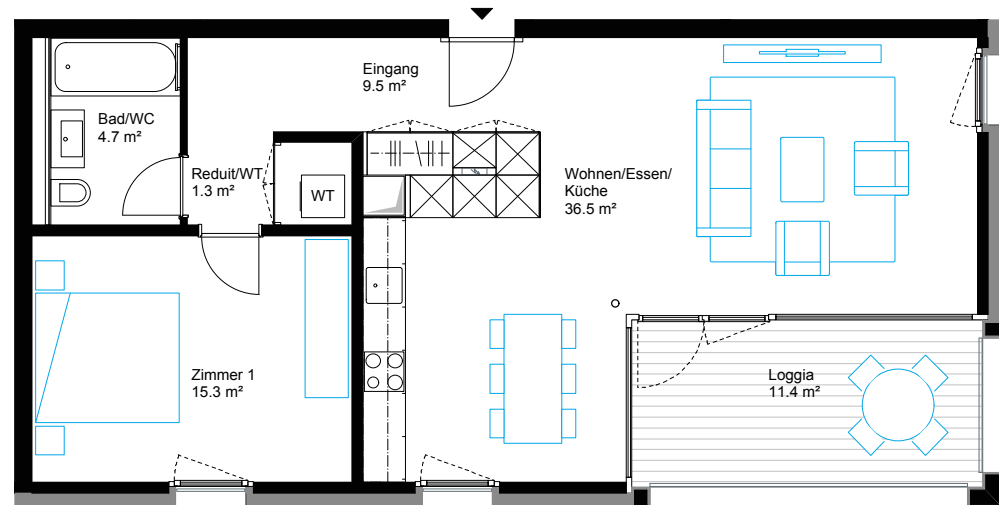 Eingang
9.5 m²
Bad/WC
4.7 m²
Reduit/WT
1.3 m²
WT
Wohnen/Essen/
Küche
36.5 m²
Zimmer 1
15.3 m²
Loggia
11.4 m²